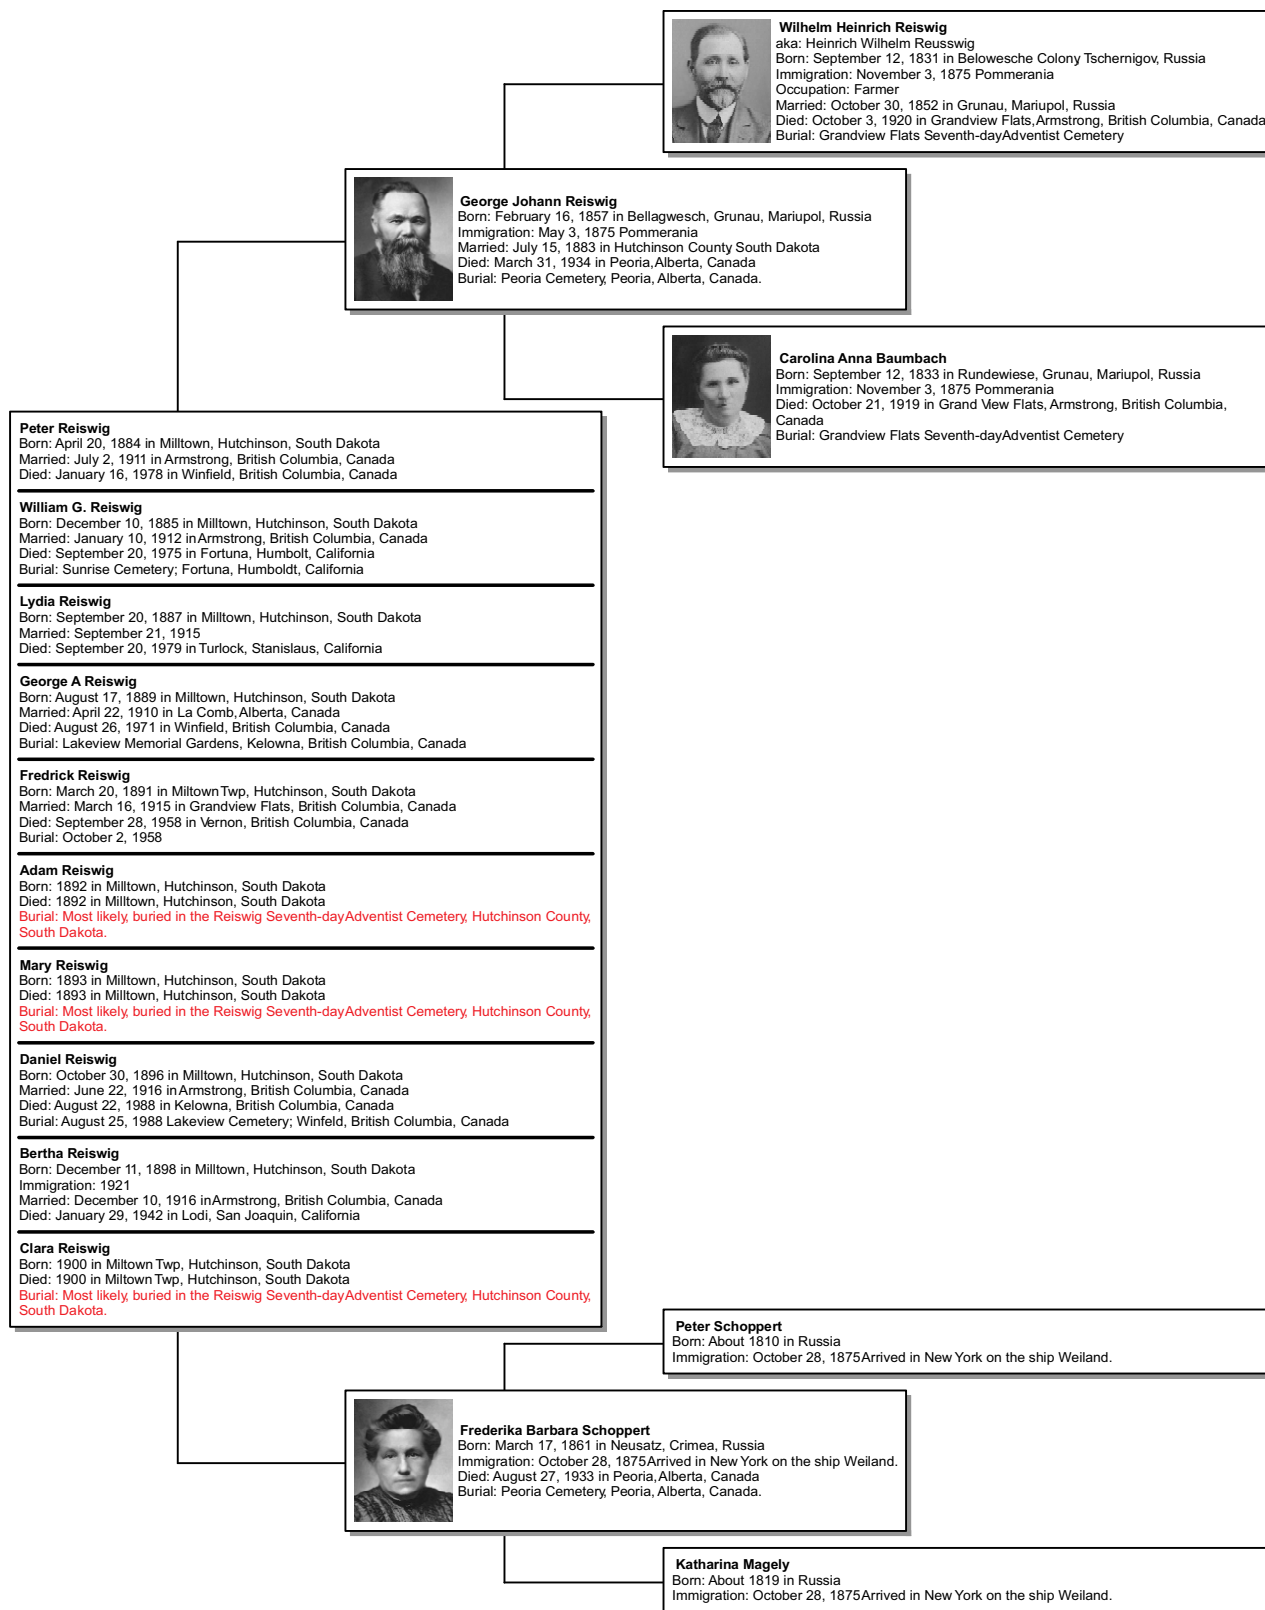 Wilhelm Heinrich Reiswig
aka: Heinrich Wilhelm Reusswig
Born: September 12, 1831 in Belowesche Colony, Tschernigov, Russia
Immigration: November 3, 1875 Pommerania
Occupation: Farmer
Married: October 30, 1852 in Grunau, Mariupol, Russia
Died: October 3, 1920 in Grandview Flats, Armstrong, British Columbia, Canada
Burial: Grandview Flats Seventh-day Adventist Cemetery
George Johann Reiswig
Born: February 16, 1857 in Bellagwesch, Grunau, Mariupol, Russia
Immigration: May 3, 1875 Pommerania
Married: July 15, 1883 in Hutchinson County, South Dakota
Died: March 31, 1934 in Peoria, Alberta, Canada
Burial: Peoria Cemetery, Peoria, Alberta, Canada.
Carolina Anna Baumbach
Born: September 12, 1833 in Rundewiese, Grunau, Mariupol, Russia
Immigration: November 3, 1875 Pommerania
Died: October 21, 1919 in Grand View Flats, Armstrong, British Columbia,
Canada
Burial: Grandview Flats Seventh-day Adventist Cemetery
Peter Reiswig
Born: April 20, 1884 in Milltown, Hutchinson, South Dakota
Married: July 2, 1911 in Armstrong, British Columbia, Canada
Died: January 16, 1978 in Winfield, British Columbia, Canada
William G. Reiswig
Born: December 10, 1885 in Milltown, Hutchinson, South Dakota
Married: January 10, 1912 in Armstrong, British Columbia, Canada
Died: September 20, 1975 in Fortuna, Humbolt, California
Burial: Sunrise Cemetery; Fortuna, Humboldt, California
Lydia Reiswig
Born: September 20, 1887 in Milltown, Hutchinson, South Dakota
Married: September 21, 1915
Died: September 20, 1979 in Turlock, Stanislaus, California
George A Reiswig
Born: August 17, 1889 in Milltown, Hutchinson, South Dakota
Married: April 22, 1910 in La Comb, Alberta, Canada
Died: August 26, 1971 in Winfield, British Columbia, Canada
Burial: Lakeview Memorial Gardens, Kelowna, British Columbia, Canada
Fredrick Reiswig
Born: March 20, 1891 in Miltown Twp, Hutchinson, South Dakota
Married: March 16, 1915 in Grandview Flats, British Columbia, Canada
Died: September 28, 1958 in Vernon, British Columbia, Canada
Burial: October 2, 1958
Adam Reiswig
Born: 1892 in Milltown, Hutchinson, South Dakota
Died: 1892 in Milltown, Hutchinson, South Dakota
Burial: Most likely, buried in the Reiswig Seventh-day Adventist Cemetery, Hutchinson County,
South Dakota.
Mary Reiswig
Born: 1893 in Milltown, Hutchinson, South Dakota
Died: 1893 in Milltown, Hutchinson, South Dakota
Burial: Most likely, buried in the Reiswig Seventh-day Adventist Cemetery, Hutchinson County,
South Dakota.
Daniel Reiswig
Born: October 30, 1896 in Milltown, Hutchinson, South Dakota
Married: June 22, 1916 in Armstrong, British Columbia, Canada
Died: August 22, 1988 in Kelowna, British Columbia, Canada
Burial: August 25, 1988 Lakeview Cemetery; Winfeld, British Columbia, Canada
Bertha Reiswig
Born: December 11, 1898 in Milltown, Hutchinson, South Dakota
Immigration: 1921
Married: December 10, 1916 in Armstrong, British Columbia, Canada
Died: January 29, 1942 in Lodi, San Joaquin, California
Clara Reiswig
Born: 1900 in Miltown Twp, Hutchinson, South Dakota
Died: 1900 in Miltown Twp, Hutchinson, South Dakota
Burial: Most likely, buried in the Reiswig Seventh-day Adventist Cemetery, Hutchinson County,
South Dakota.
Peter Schoppert
Born: About 1810 in Russia
Immigration: October 28, 1875 Arrived in New York on the ship Weiland.
Frederika Barbara Schoppert
Born: March 17, 1861 in Neusatz, Crimea, Russia
Immigration: October 28, 1875 Arrived in New York on the ship Weiland.
Died: August 27, 1933 in Peoria, Alberta, Canada
Burial: Peoria Cemetery, Peoria, Alberta, Canada.
Katharina Magely
Born: About 1819 in Russia
Immigration: October 28, 1875 Arrived in New York on the ship Weiland.